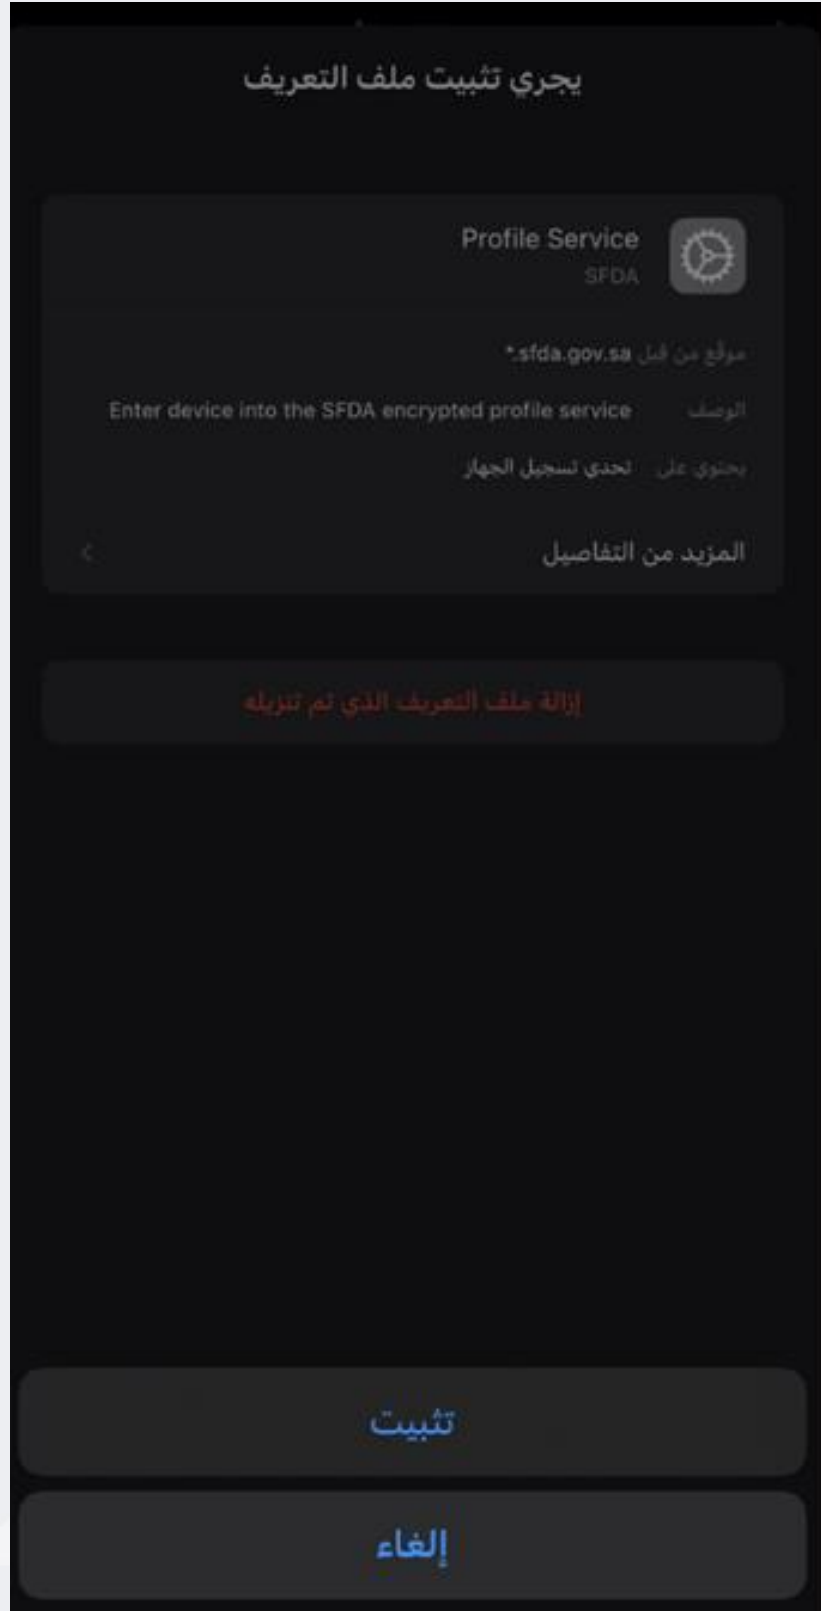 يجري تثبيت ملف التعريف
Profile Service
SFDA
موقّع من قبل *.sfda.gov.sa
الوصف Enter device into the SFDA encrypted profile service
يحتوي على تحدي تسجيل الجهاز
المزيد من التفاصيل
إزالة ملف التعريف الذي تم تنزيله
تثبيت
إلغاء